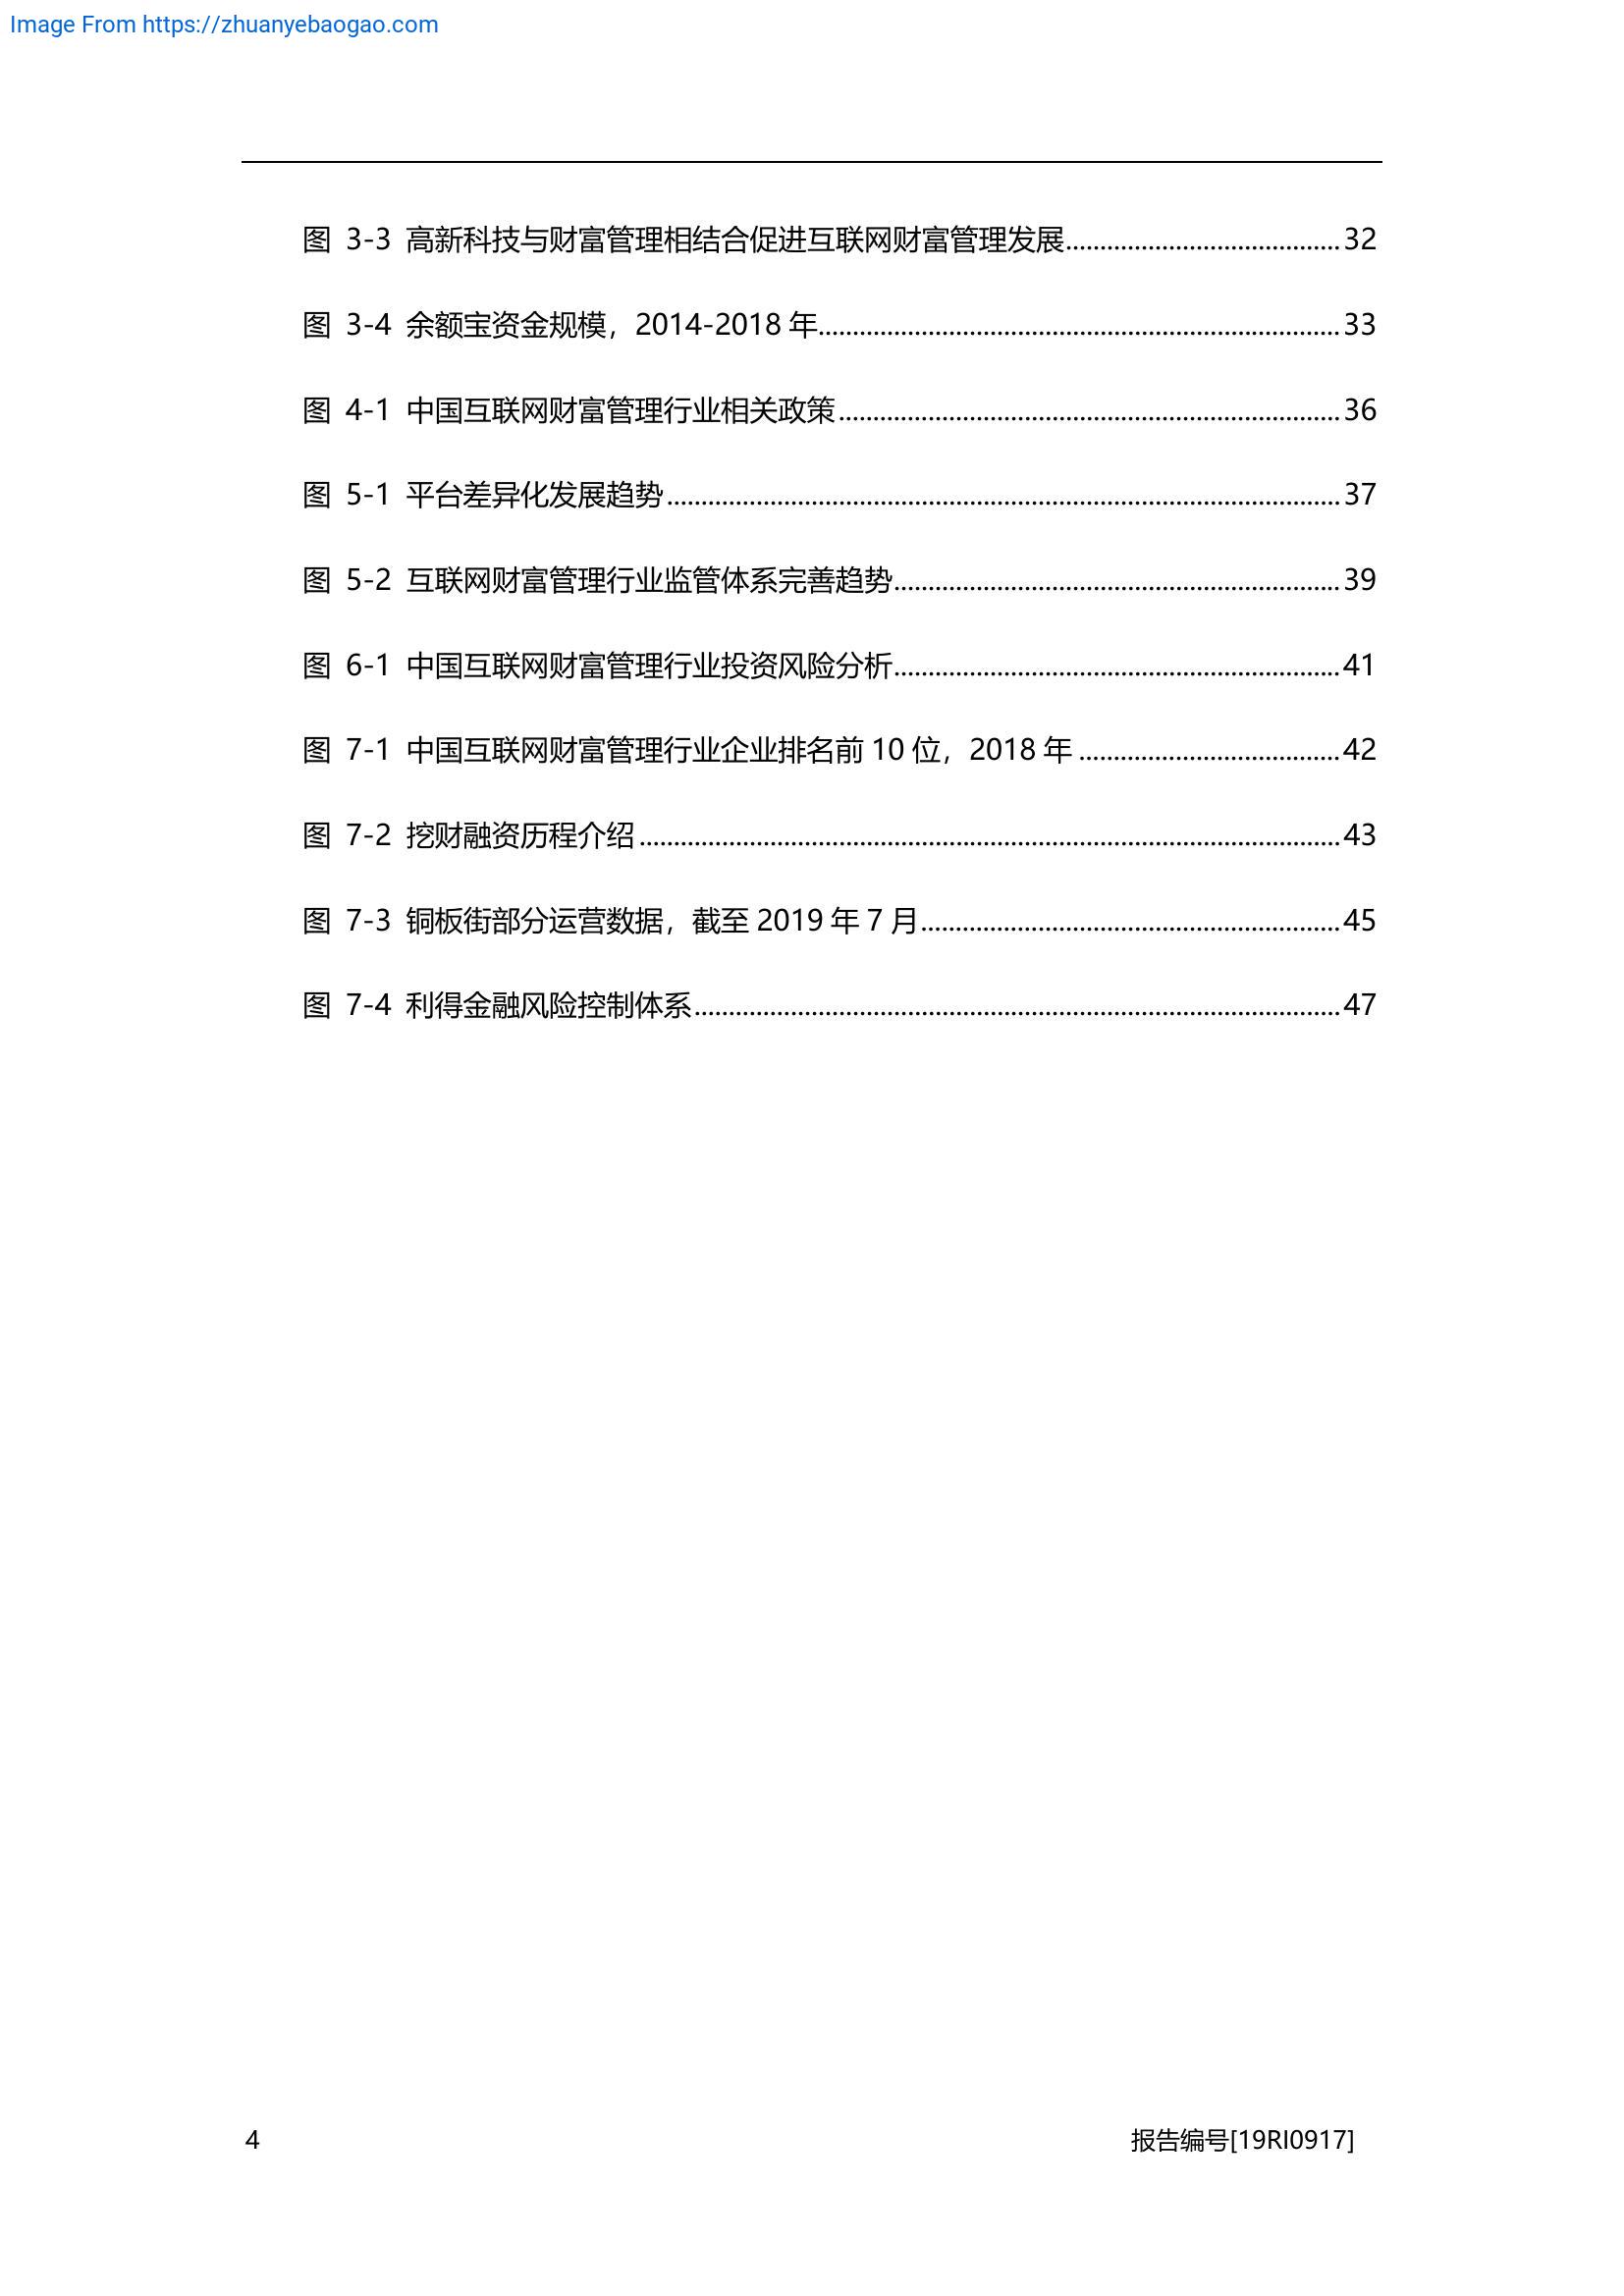 Image From https://zhuanyebaogao.com
图 3-3 高新科技与财富管理相结合促进互联网财富管理发展........................................32
图 3-4 余额宝资金规模，2014-2018 年............................................................................33
图 4-1 中国互联网财富管理行业相关政策.........................................................................36
图 5-1 平台差异化发展趋势..................................................................................................37
图 5-2 互联网财富管理行业监管体系完善趋势.................................................................39
图 6-1 中国互联网财富管理行业投资风险分析.................................................................41
图 7-1 中国互联网财富管理行业企业排名前 10 位，2018 年......................................42
图 7-2 挖财融资历程介绍......................................................................................................43
图 7-3 铜板街部分运营数据，截至 2019 年 7 月.............................................................45
图 7-4 利得金融风险控制体系..............................................................................................47
4 报告编号[19RI0917]